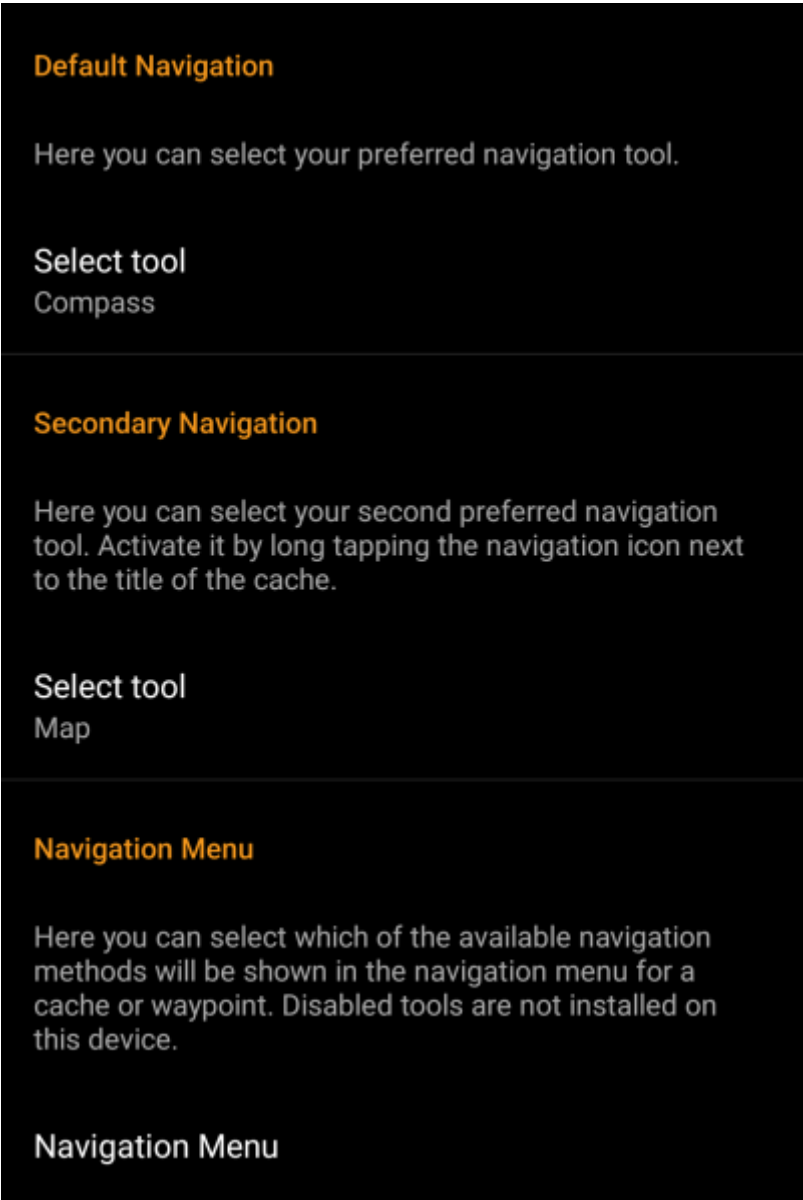 Default Navigation
Here you can select your preferred navigation tool.
Select tool
Compass
Secondary Navigation
Here you can select your second preferred navigation
tool. Activate it by long tapping the navigation icon next
to the title of the cache.
Select tool
Map
Navigation Menu
Here you can select which of the available navigation
methods will be shown in the navigation menu for a
cache or waypoint. Disabled tools are not installed on
this device.
Navigation Menu